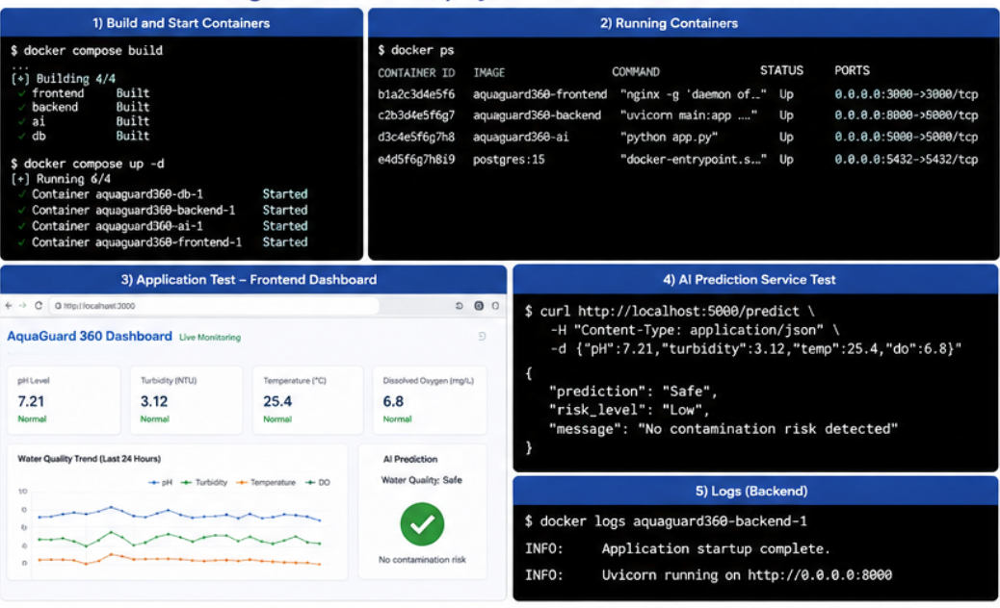 1) Build and Start Containers
$ docker compose build
...
[+] Building 4/4
✓ frontend Built
✓ backend Built
✓ ai Built
✓ db Built
$ docker compose up -d
[+] Running 6/4
✓ Container aquaguard360-db-1 Started
✓ Container aquaguard360-backend-1 Started
✓ Container aquaguard360-ai-1 Started
✓ Container aquaguard360-frontend-1 Started
2) Running Containers
$ docker ps
CONTAINER ID IMAGE COMMAND STATUS PORTS
b1a2c3d4e5f6 aquaguard360-frontend "nginx -g 'daemon of…" Up 0.0.0.0:3000->3000/tcp
c2b3d4e5f6g7 aquaguard360-backend "uvicorn main:app ...." Up 0.0.0.0:8000->8000/tcp
d3c4e5f6g7h8 aquaguard360-ai "python app.py" Up 0.0.0.0:5000->5000/tcp
e4d5f6g7h8i9 postgres:15 "docker-entrypoint.s…" Up 0.0.0.0:5432->5432/tcp
3) Application Test – Frontend Dashboard
http://localhost:3000
AquaGuard 360 Dashboard Live Monitoring
pH Level
7.21
Normal
Turbidity (NTU)
3.12
Normal
Temperature (°C)
25.4
Normal
Dissolved Oxygen (mg/L)
6.8
Normal
Water Quality Trend (Last 24 Hours)
pH Turbidity Temperature DO
AI Prediction
Water Quality: Safe
No contamination risk
4) AI Prediction Service Test
$ curl http://localhost:5000/predict \
-H "Content-Type: application/json" \
-d {"pH":7.21,"turbidity":3.12,"temp":25.4,"do":6.8}"
{
"prediction": "Safe",
"risk_level": "Low",
"message": "No contamination risk detected"
}
5) Logs (Backend)
$ docker logs aquaguard360-backend-1
INFO: Application startup complete.
INFO: Uvicorn running on http://0.0.0.0:8000